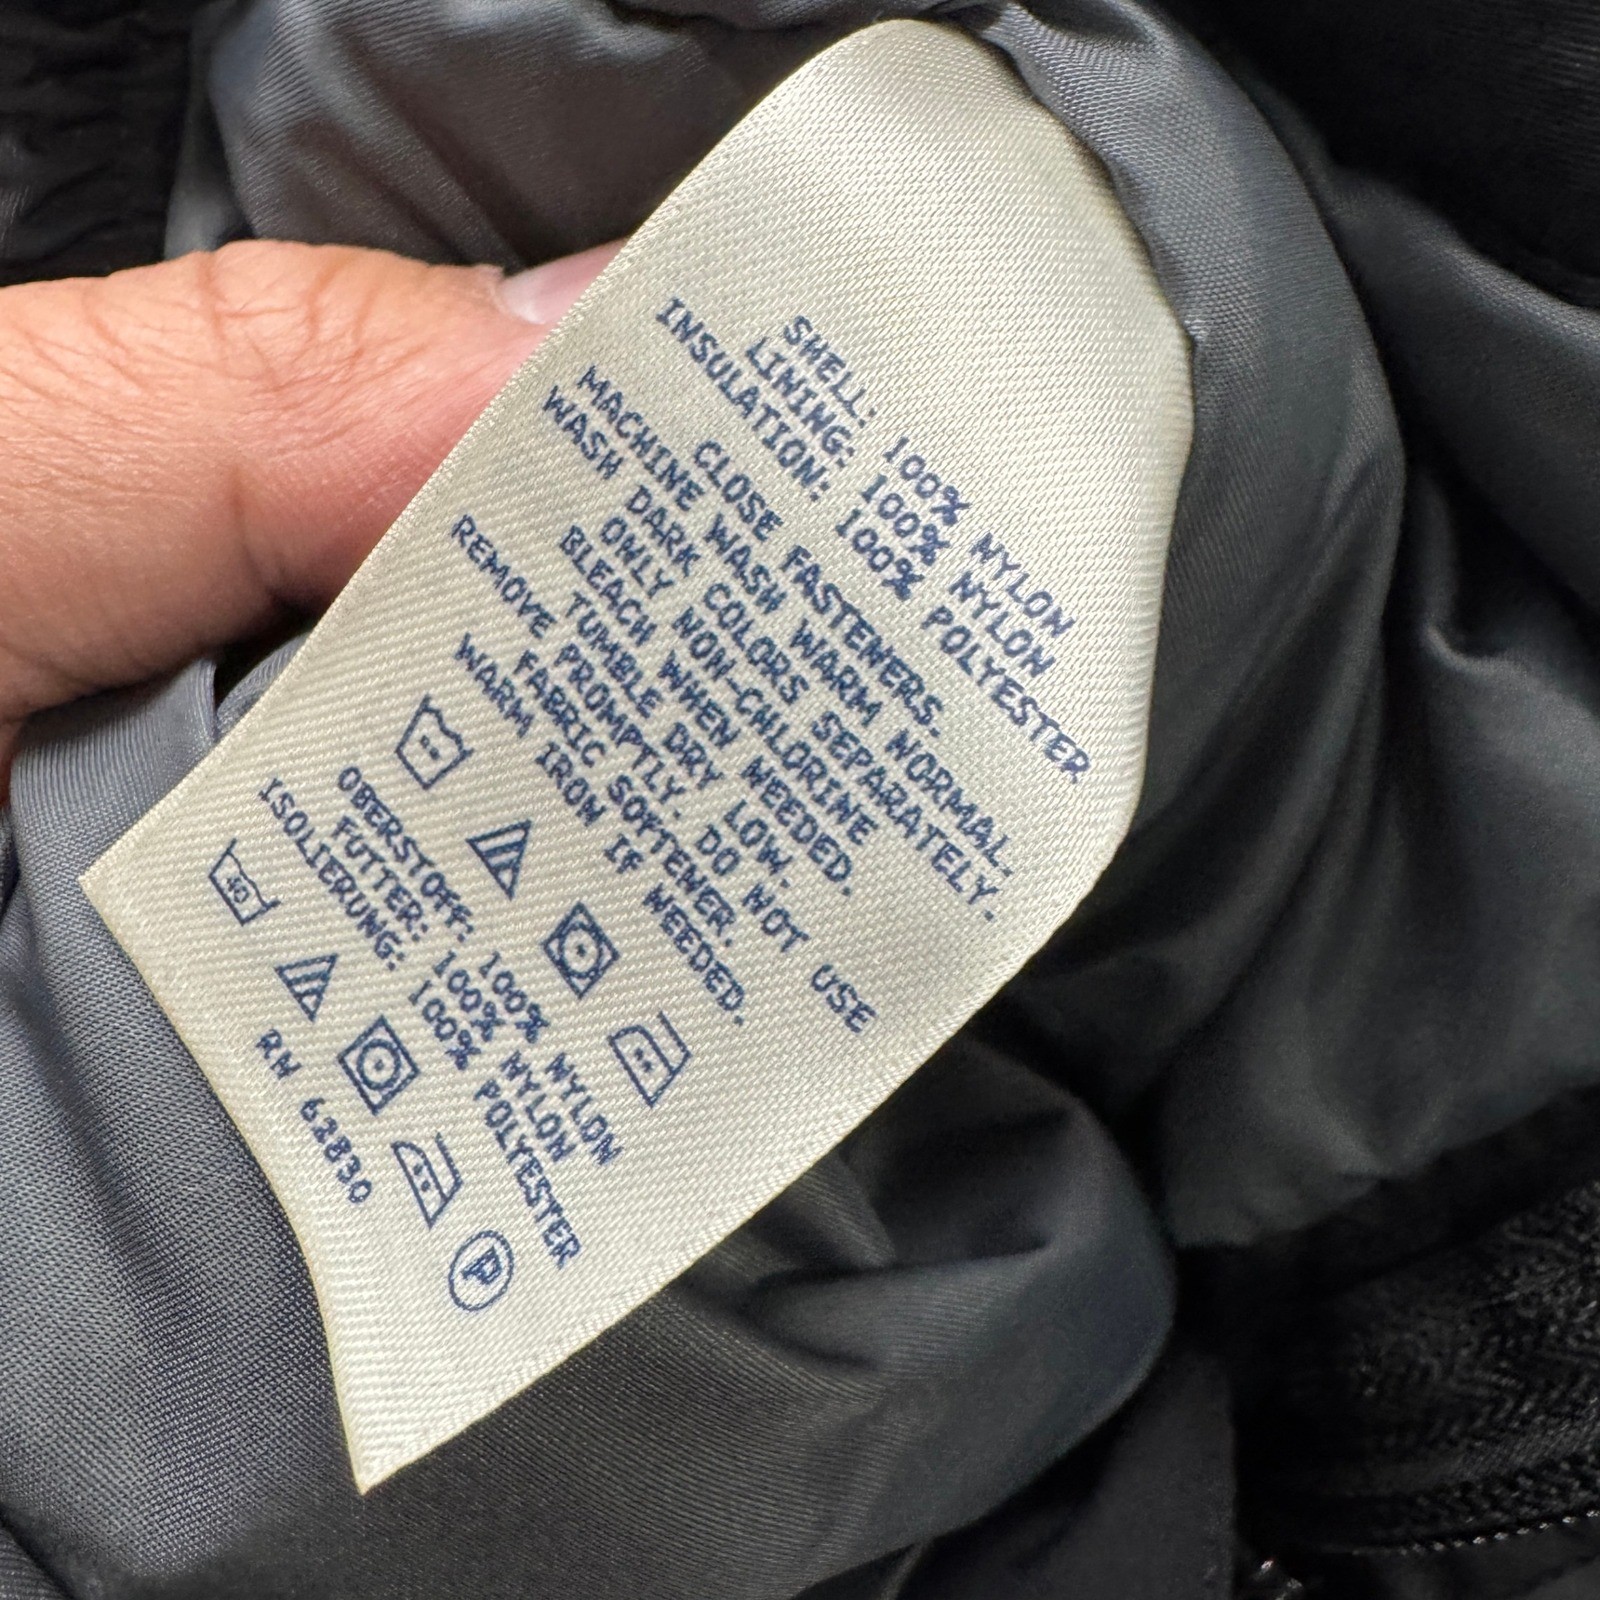 SHELL: 100% NYLON
LINING: 100% NYLON
INSULATION: 100% POLYESTER
CLOSE FASTENERS.
MACHINE WASH WARM NORMAL.
WASH DARK COLORS SEPARATELY.
ONLY NON-CHLORINE
BLEACH WHEN NEEDED.
TUMBLE DRY LOW.
REMOVE PROMPTLY. DO NOT USE
FABRIC SOFTENER.
WARM IRON IF NEEDED.
OBERSTOFF: 100% NYLON
FUTTER: 100% NYLON
ISOLIERUNG: 100% POLYESTER
40
P
RN 62830